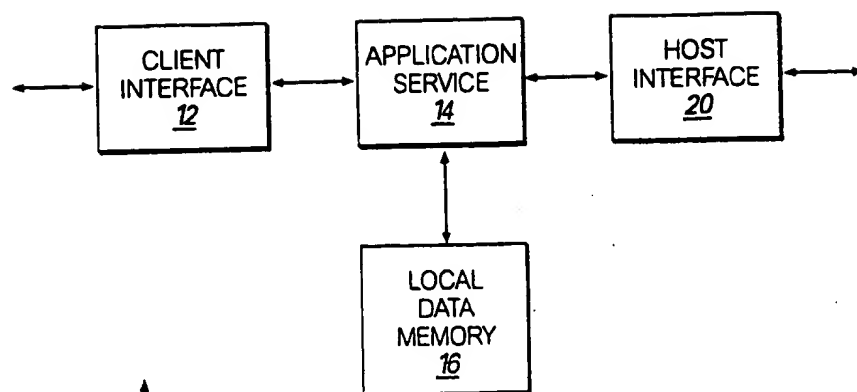 CLIENT
INTERFACE
12
APPLICATION
SERVICE
14
HOST
INTERFACE
20
LOCAL
DATA
MEMORY
16